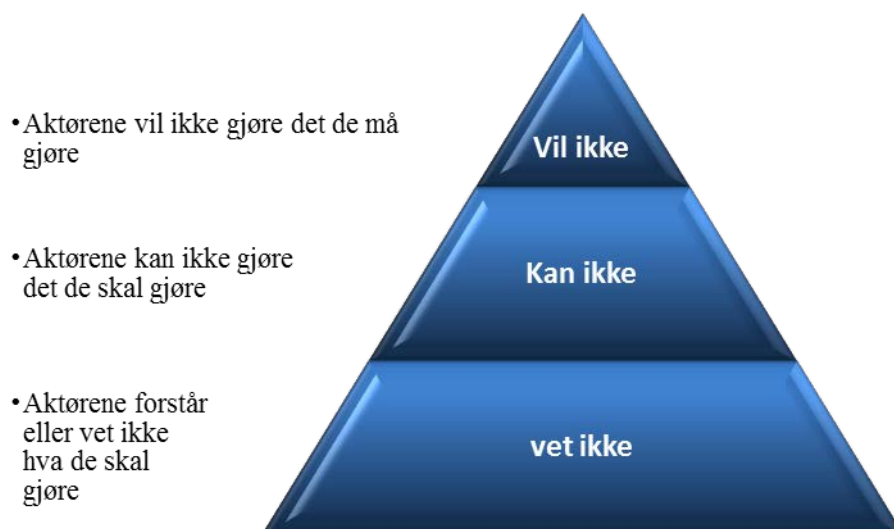 •Aktørene vil ikke gjøre det de må
gjøre
Vil ikke
•Aktørene kan ikke gjøre
det de skal gjøre
Kan ikke
•Aktørene forstår
eller vet ikke
hva de skal
gjøre
vet ikke